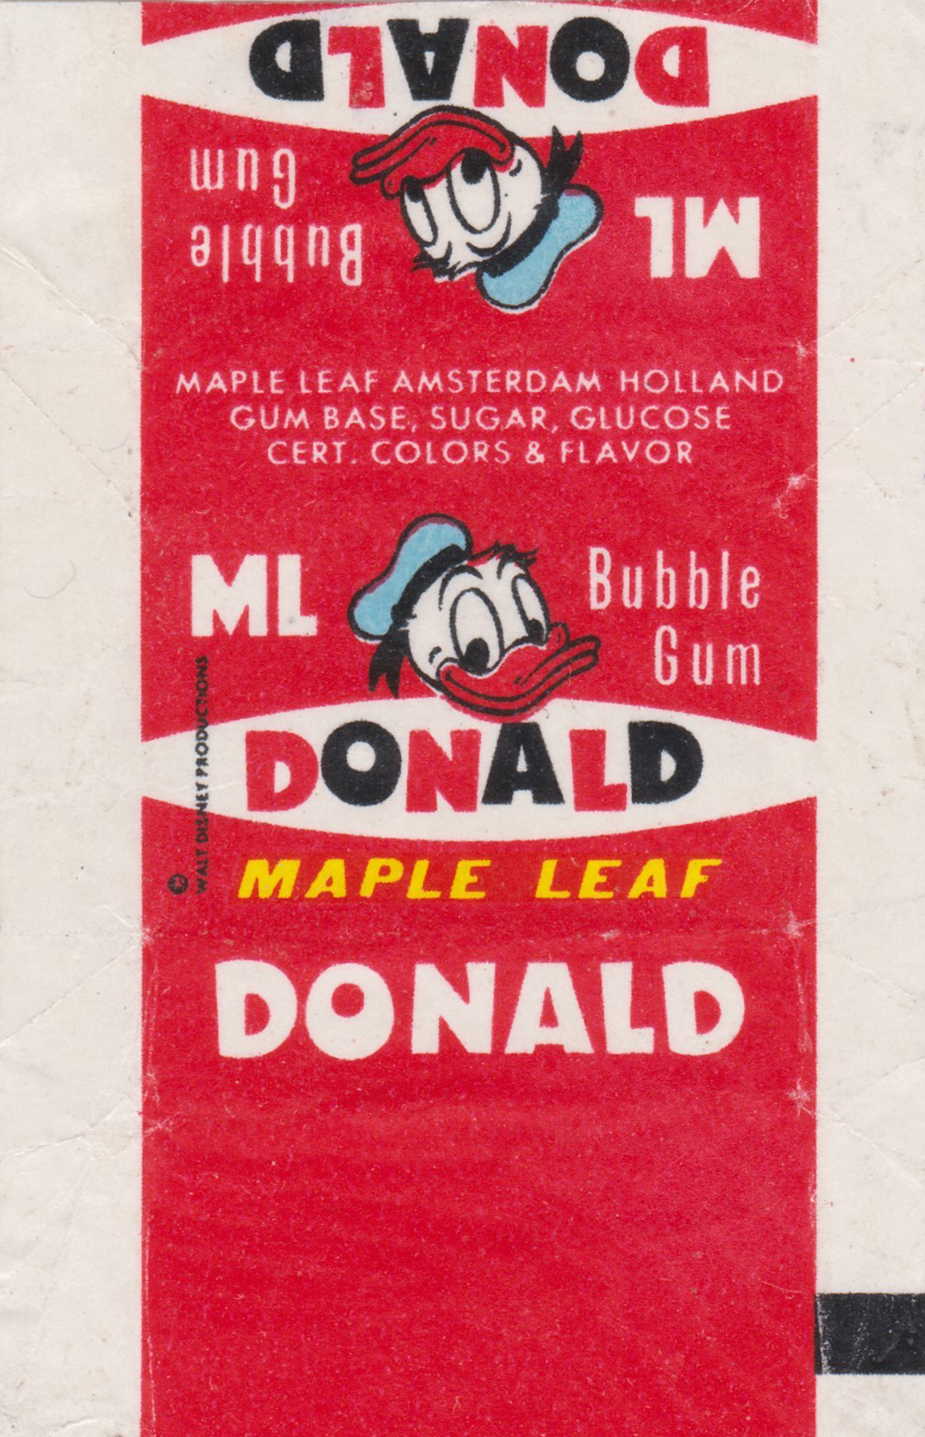 DONALD
Bubble
Gum
ML
MAPLE LEAF AMSTERDAM HOLLAND
GUM BASE, SUGAR, GLUCOSE
CERT. COLORS & FLAVOR
ML
Bubble
Gum
© WALT DISNEY PRODUCTIONS
DONALD
MAPLE LEAF
DONALD